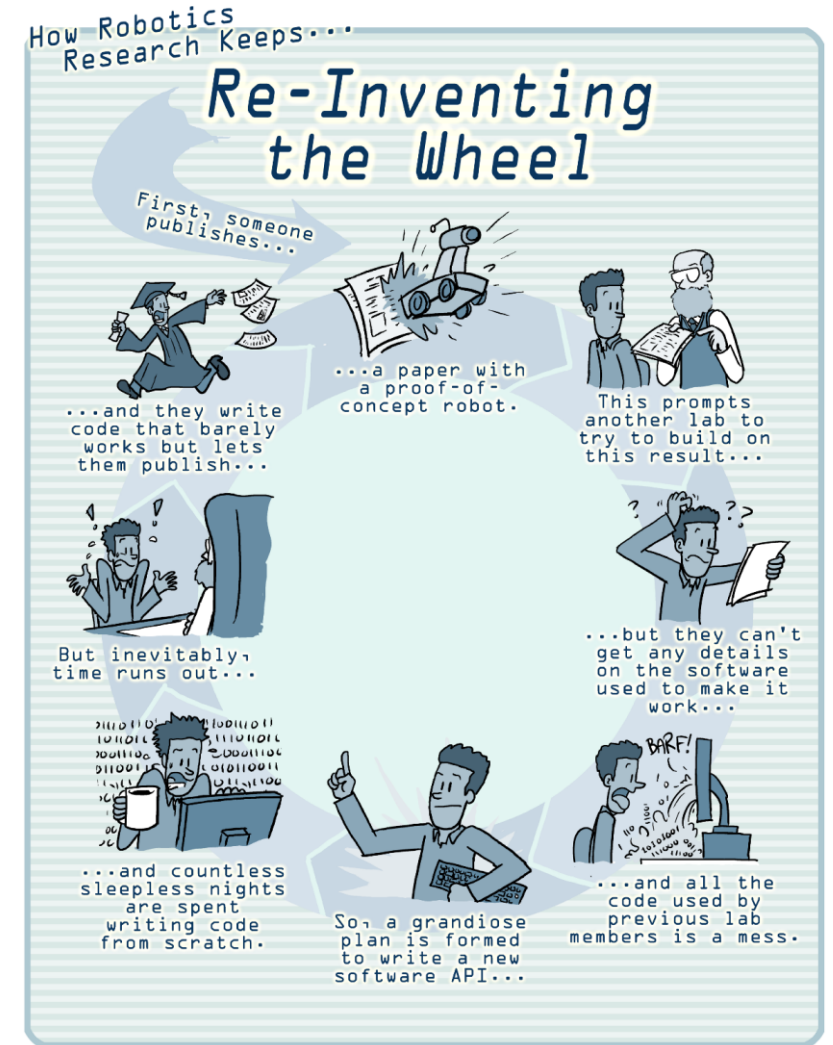 How Robotics
Research Keeps...
Re-Inventing
the Wheel
First, someone
publishes...
...a paper with
a proof-of-
concept robot.
This prompts
another lab to
try to build on
this result...
? ? ?
...but they can't
get any details
on the software
used to make it
work...
BARF!
...and all the
code used by
previous lab
members is a mess.
So, a grandiose
plan is formed
to write a new
software API...
...and countless
sleepless nights
are spent
writing code
from scratch.
! !
But inevitably,
time runs out...
...and they write
code that barely
works but lets
them publish...